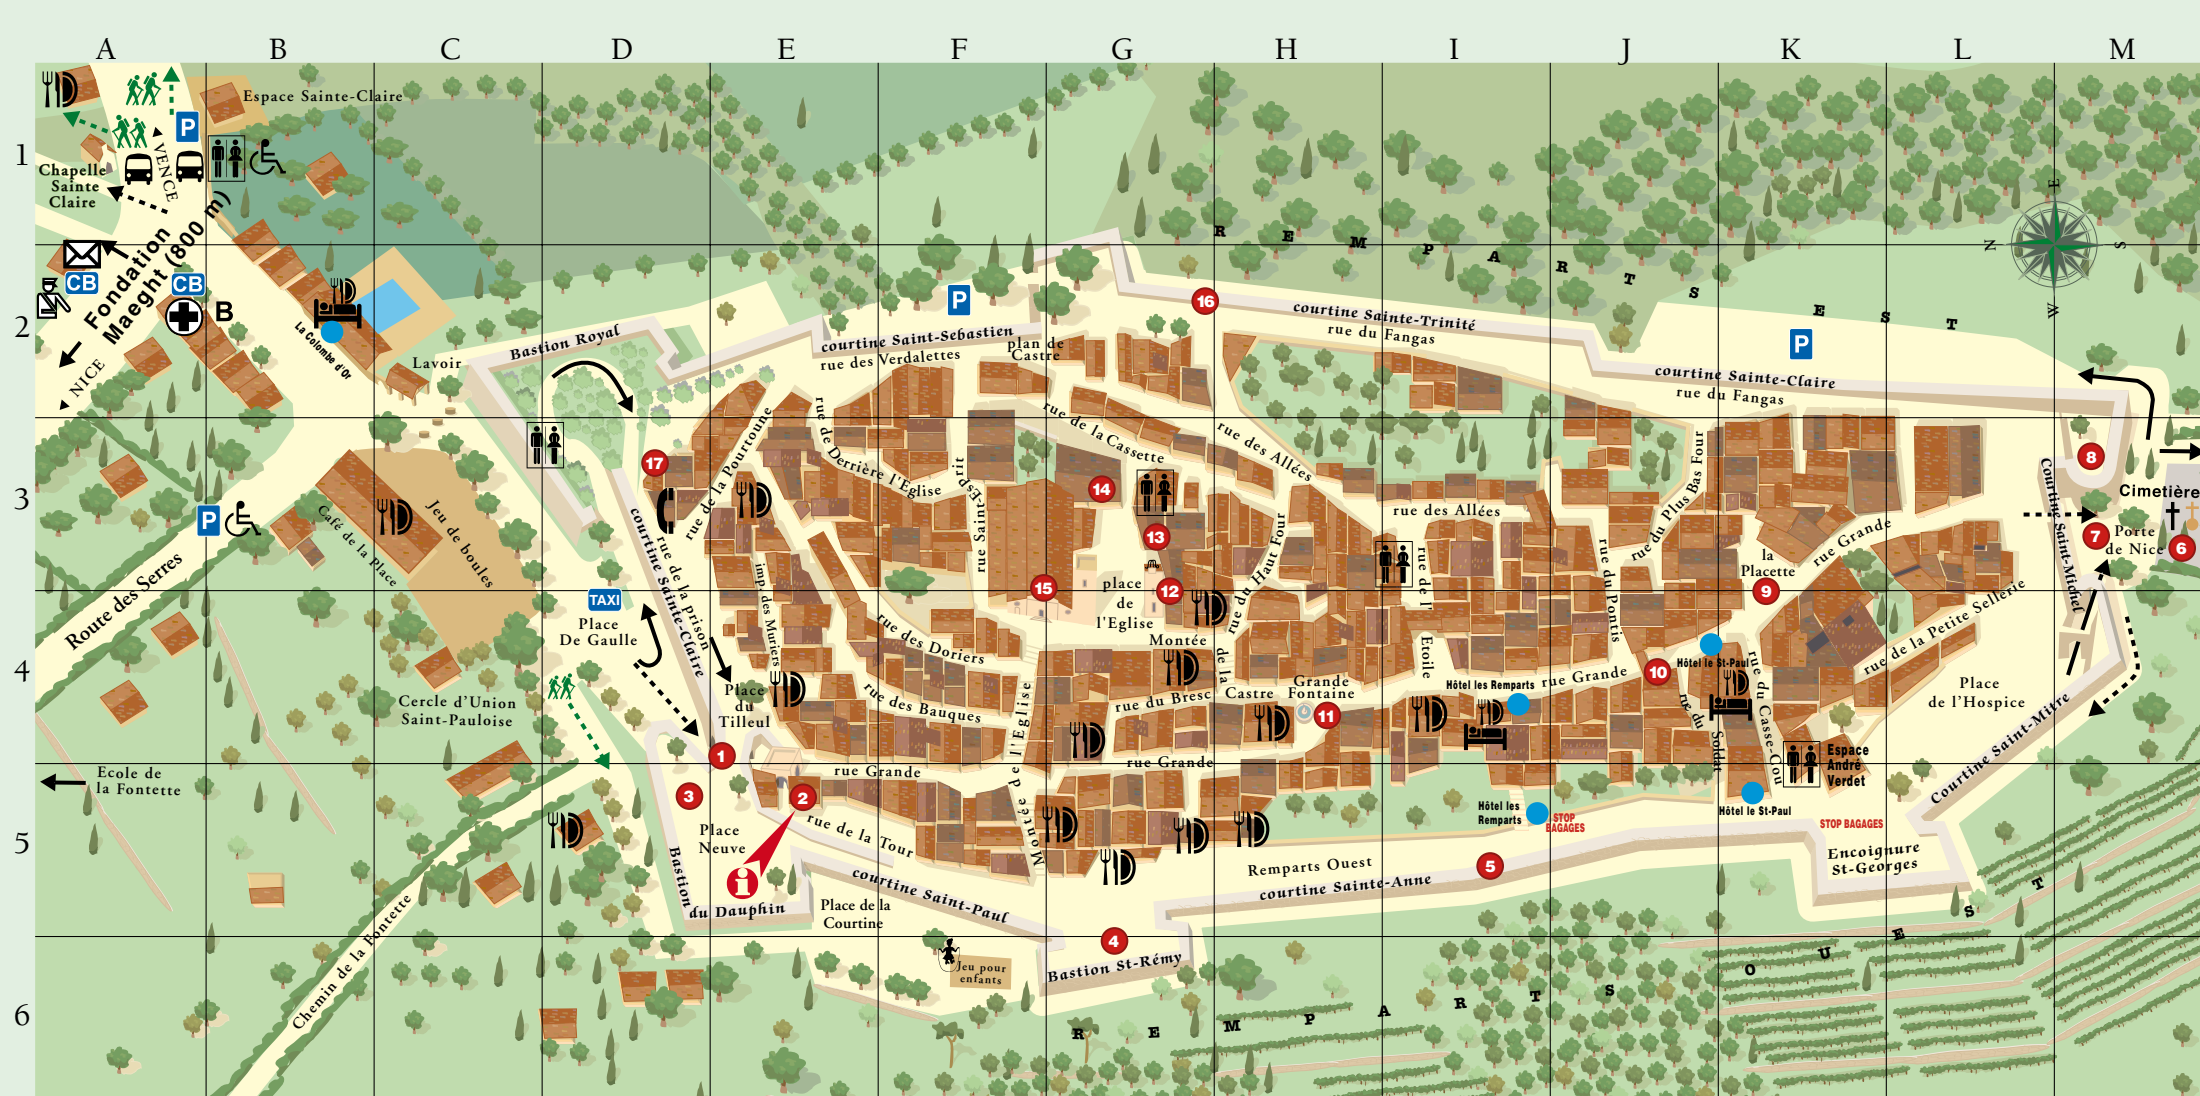 A B C D E F G H I J K L M
1
2
3
4
5
6
Espace Sainte-Claire
P
VENCE
Chapelle
Sainte
Claire
Fondation
Maeght (800 m)
CB
CB
B
NICE
La Colombe d'Or
Lavoir
Bastion Royal
courtine Saint-Sebastien
rue des Verdalettes
P
plan de
Castre
16
REMPARTS EST
courtine Sainte-Trinité
rue du Fangas
P
courtine Sainte-Claire
rue du Fangas
N
E
S
W
17
rue de la Pourtoune
rue de Derrière l'Eglise
rue Saint-Esprit
rue de la Cassette
rue des Allées
14
13
12
15
place
de
l'Eglise
rue du Haut Four
rue des Allées
rue de l'Etoile
rue du Pontis
rue du Plus Bas Four
la
Placette
9
rue Grande
rue de la Petite Sellerie
8
Courtine Saint-Michel
Cimetière
7
Porte
de Nice
6
P
Café de la Place
Jeu de boules
Route des Serres
courtine Sainte-Claire
rue de la prison
imp. des Muriers
TAXI
Place
De Gaulle
rue des Doriers
Cercle d'Union
Saint-Pauloise
Place
du
Tilleul
rue des Bauques
Montée de l'Eglise
Montée
de la
Castre
rue du Bresc
Grande
Fontaine
11
Hôtel les Remparts
rue Grande
10
Hôtel le St-Paul
rue du
Soldat
rue du Casse-Cou
Place
de l'Hospice
Courtine Saint-Mitre
Espace
André
Verdet
1
Ecole de
la Fontette
3
2
rue Grande
rue Grande
Place
Neuve
rue de la Tour
i
Bastion
du Dauphin
courtine Saint-Paul
Place de la
Courtine
Hôtel les
Remparts
STOP
BAGAGES
Hôtel le St-Paul
STOP BAGAGES
Encoignure
St-Georges
Remparts Ouest
courtine Sainte-Anne
5
4
Bastion St-Rémy
Jeu pour
enfants
Chemin de la Fontette
REMPARTS OUEST